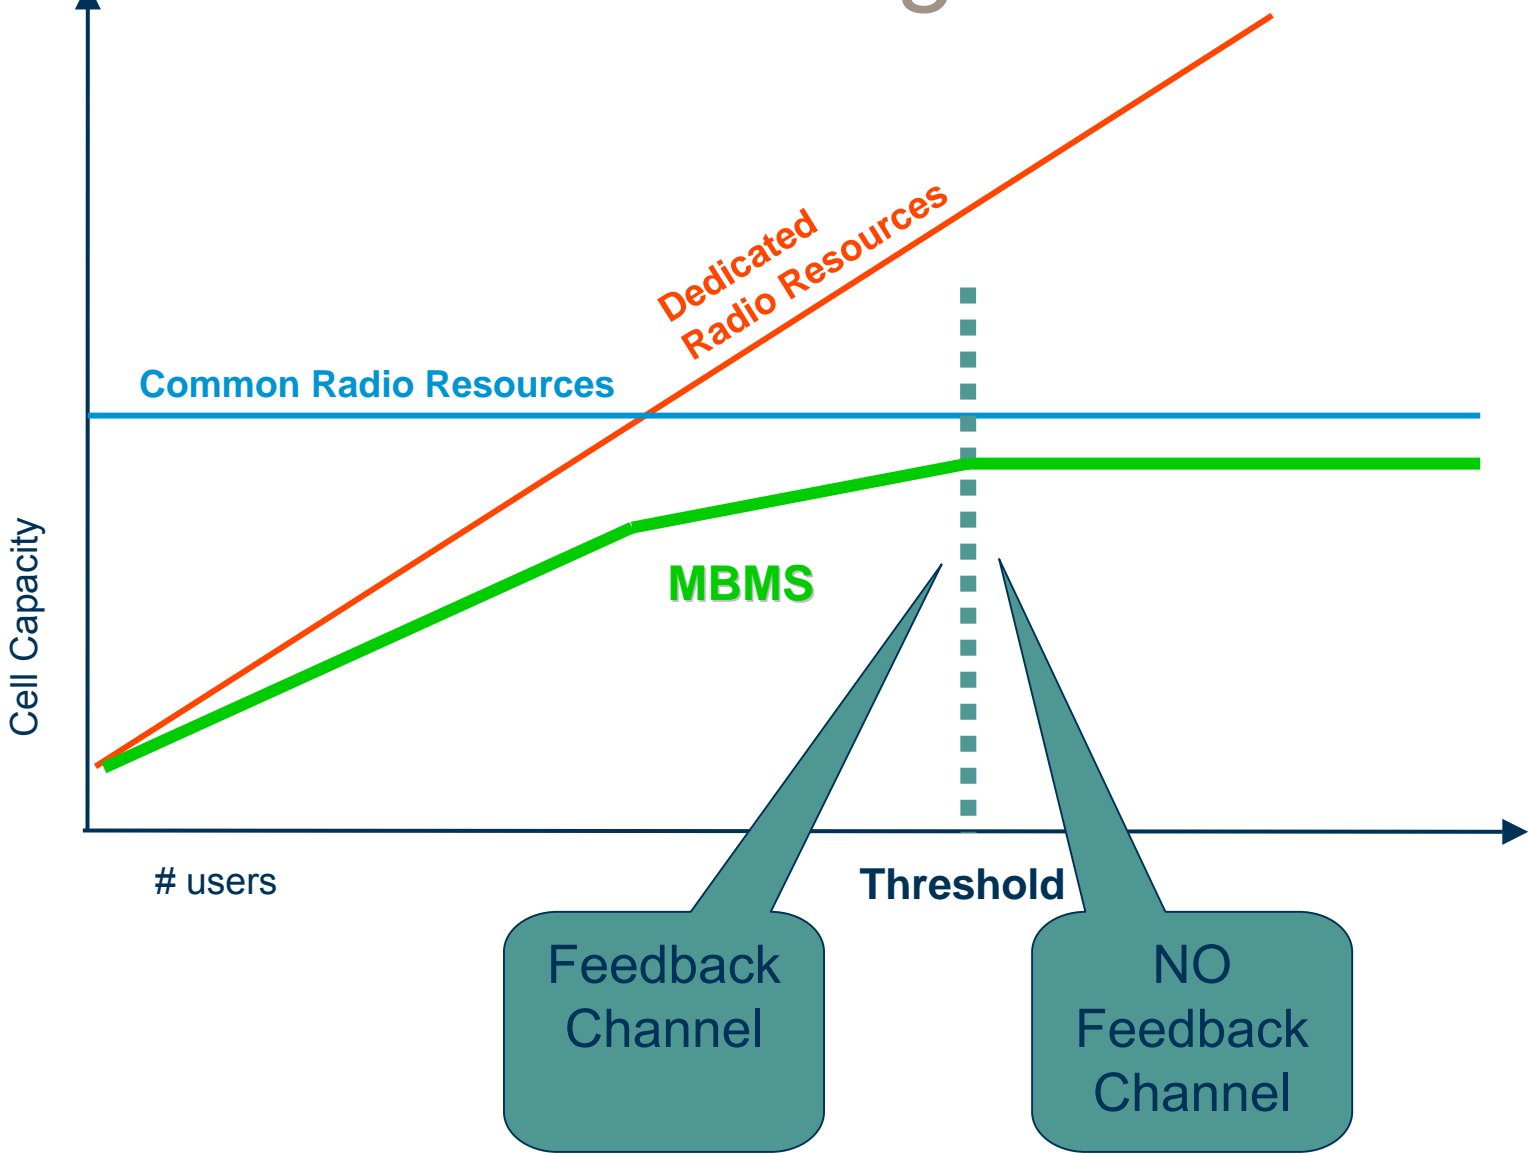 Dedicated
Radio Resources
Common Radio Resources
MBMS
Cell Capacity
# users
Threshold
Feedback
Channel
NO
Feedback
Channel